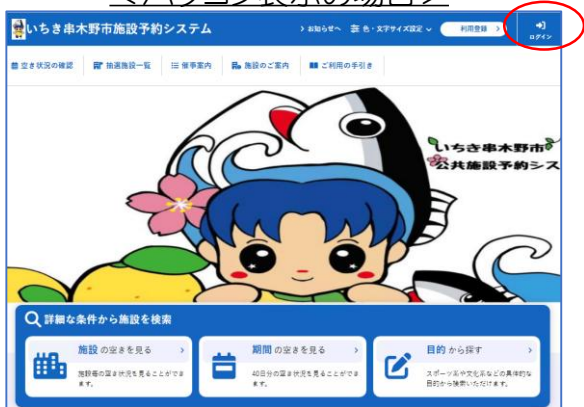 ＜パソコン表示の場合＞
いちき串木野市施設予約システム
お知らせへ 色・文字サイズ設定 利用登録 ログイン
空き状況の確認 抽選施設一覧 催事案内 施設のご案内 ご利用の手引き
いちき串木野市
公共施設予約シス
詳細な条件から施設を検索
施設 の空きを見る
施設毎の空き状況を見ることができます。
期間 の空きを見る
40日分の空き状況を見ることができます。
目的 から探す
スポーツ系や文化系などの具体的な
目的から検索いただけます。